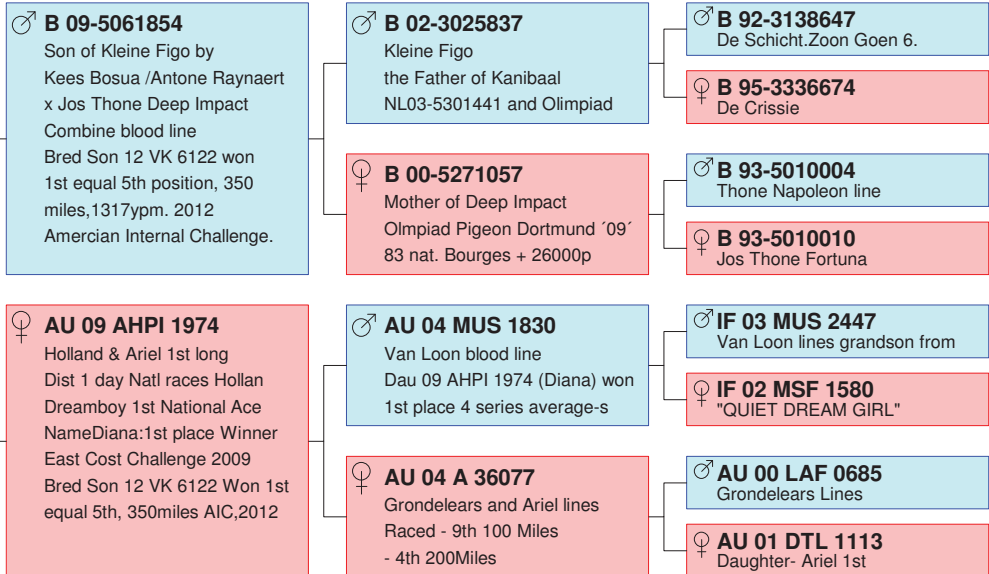 B 09-5061854
Son of Kleine Figo by
Kees Bosua /Antone Raynaert
x Jos Thone Deep Impact
Combine blood line
Bred Son 12 VK 6122 won
1st equal 5th position, 350
miles,1317ypm. 2012
Amercian Internal Challenge.
AU 09 AHPI 1974
Holland & Ariel 1st long
Dist 1 day Natl races Hollan
Dreamboy 1st National Ace
NameDiana:1st place Winner
East Cost Challenge 2009
Bred Son 12 VK 6122 Won 1st
equal 5th, 350miles AIC,2012
B 02-3025837
Kleine Figo
the Father of Kanibaal
NL03-5301441 and Olimpiad
B 00-5271057
Mother of Deep Impact
Olmpiad Pigeon Dortmund ´09´
83 nat. Bourges + 26000p
AU 04 MUS 1830
Van Loon blood line
Dau 09 AHPI 1974 (Diana) won
1st place 4 series average-s
AU 04 A 36077
Grondelears and Ariel lines
Raced - 9th 100 Miles
- 4th 200Miles
B 92-3138647
De Schicht.Zoon Goen 6.
B 95-3336674
De Crissie
B 93-5010004
Thone Napoleon line
B 93-5010010
Jos Thone Fortuna
IF 03 MUS 2447
Van Loon lines grandson from
IF 02 MSF 1580
"QUIET DREAM GIRL"
AU 00 LAF 0685
Grondelears Lines
AU 01 DTL 1113
Daughter- Ariel 1st